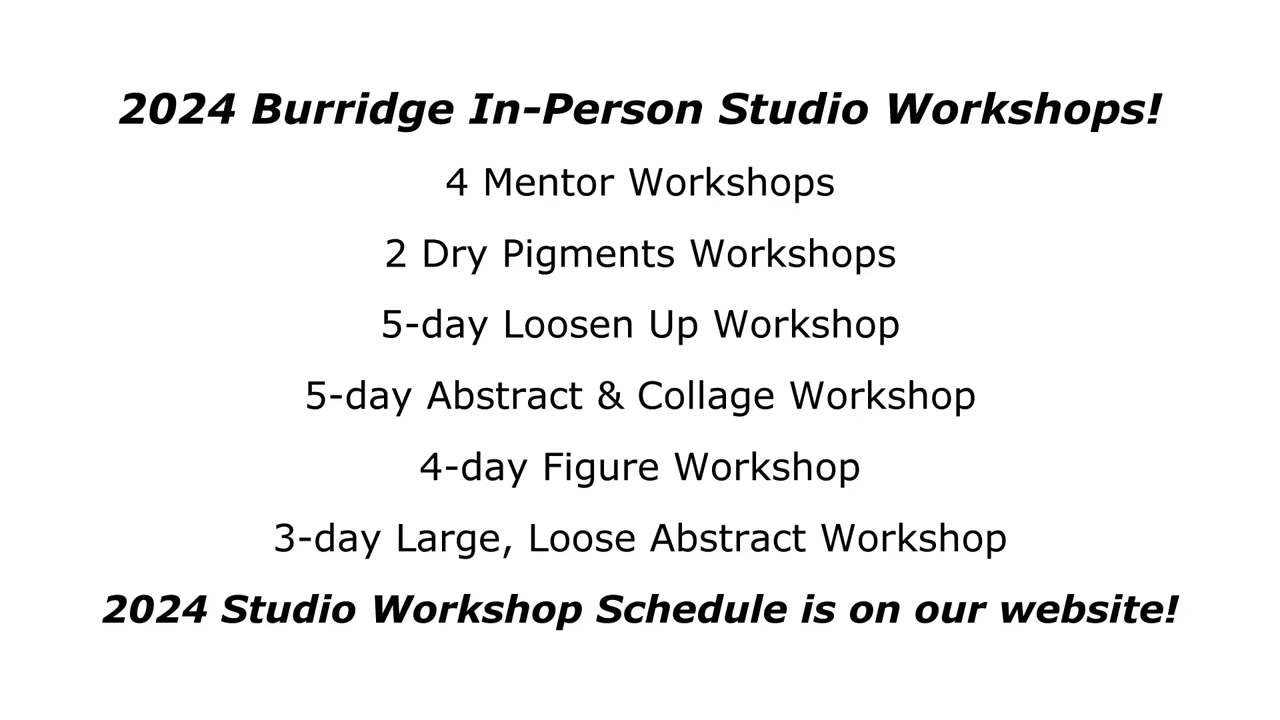 2024 Burridge In-Person Studio Workshops!
4 Mentor Workshops
2 Dry Pigments Workshops
5-day Loosen Up Workshop
5-day Abstract & Collage Workshop
4-day Figure Workshop
3-day Large, Loose Abstract Workshop
2024 Studio Workshop Schedule is on our website!